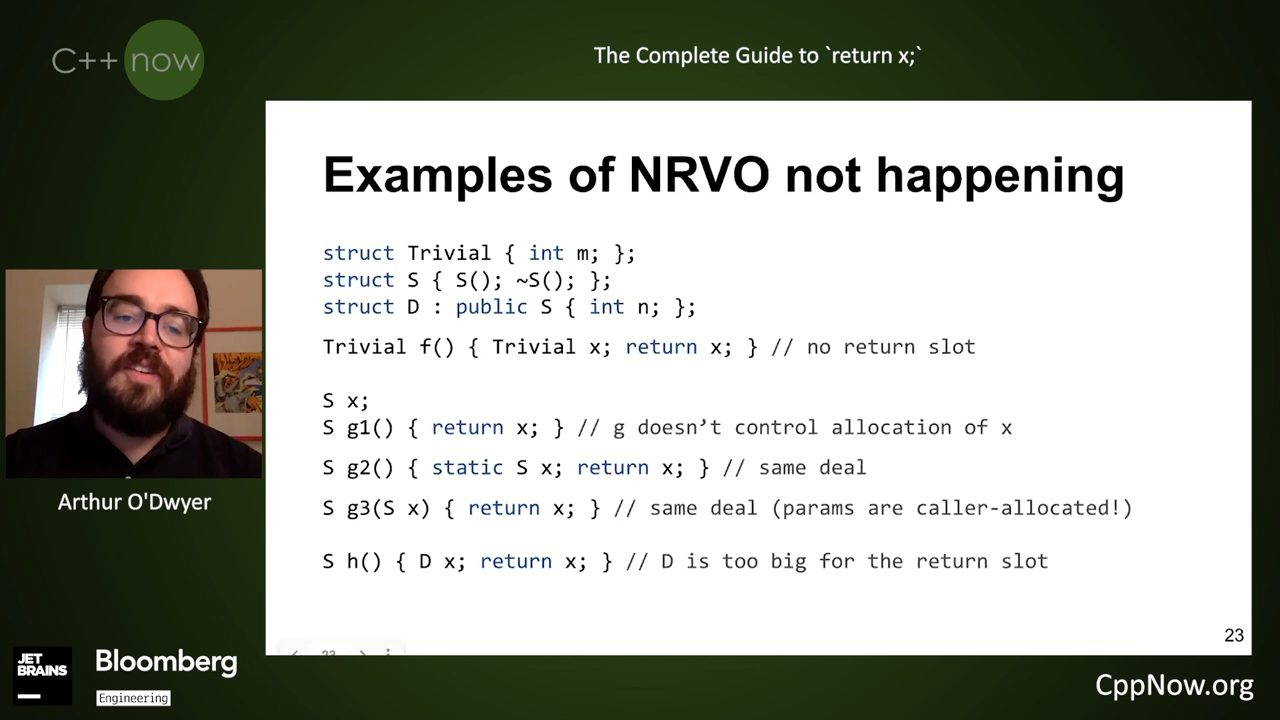 C++ now
The Complete Guide to `return x;`
Examples of NRVO not happening
struct Trivial { int m; };
struct S { S(); ~S(); };
struct D : public S { int n; };
Trivial f() { Trivial x; return x; } // no return slot
S x;
S g1() { return x; } // g doesn’t control allocation of x
S g2() { static S x; return x; } // same deal
S g3(S x) { return x; } // same deal (params are caller-allocated!)
S h() { D x; return x; } // D is too big for the return slot
23
Arthur O'Dwyer
JET
BRAINS
Bloomberg
Engineering
CppNow.org